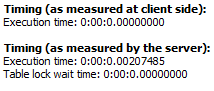 Timing (as measured at client side):
Execution time: 0:00:0.00000000
Timing (as measured by the server):
Execution time: 0:00:0.00207485
Table lock wait time: 0:00:0.00000000